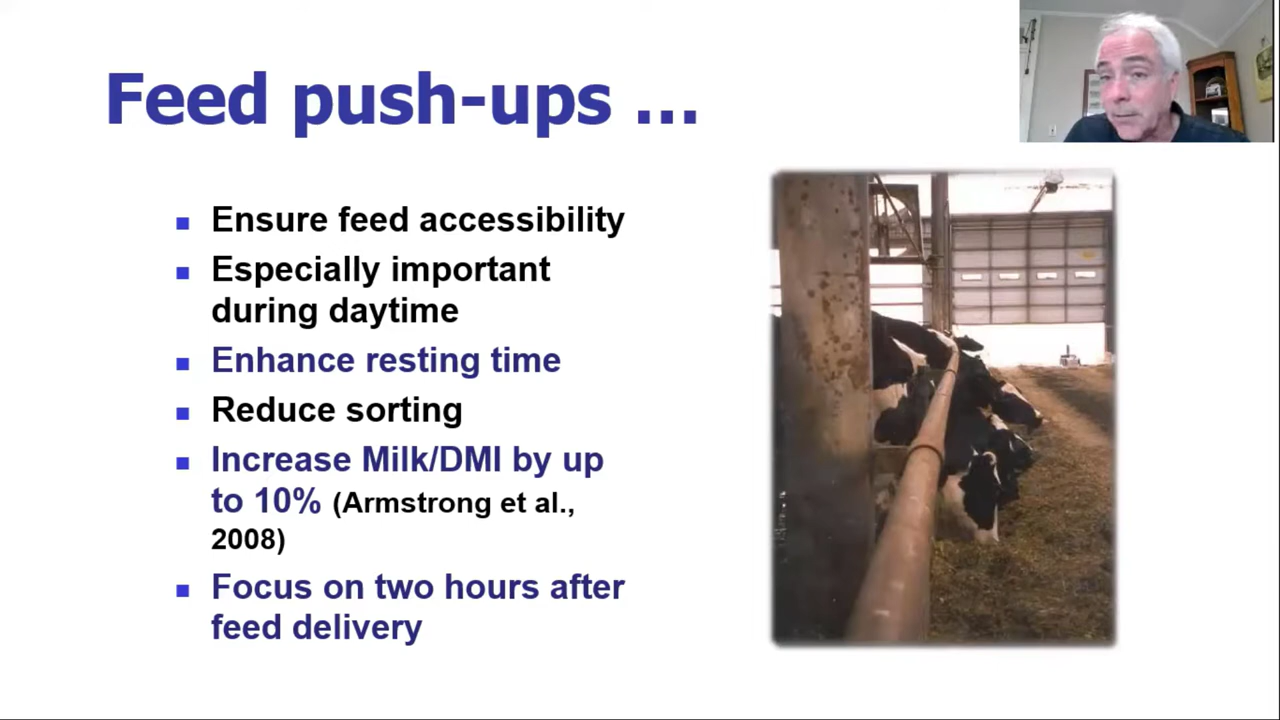 Feed push-ups ...
Ensure feed accessibility
Especially important
during daytime
Enhance resting time
Reduce sorting
Increase Milk/DMI by up
to 10% (Armstrong et al.,
2008)
Focus on two hours after
feed delivery